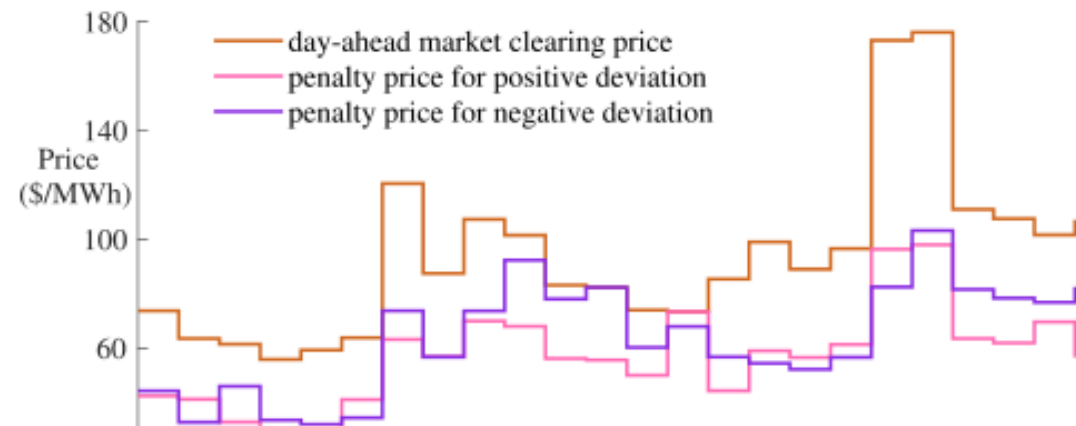 180
day-ahead market clearing price
penalty price for positive deviation
penalty price for negative deviation
140
Price
($/MWh)
100
60